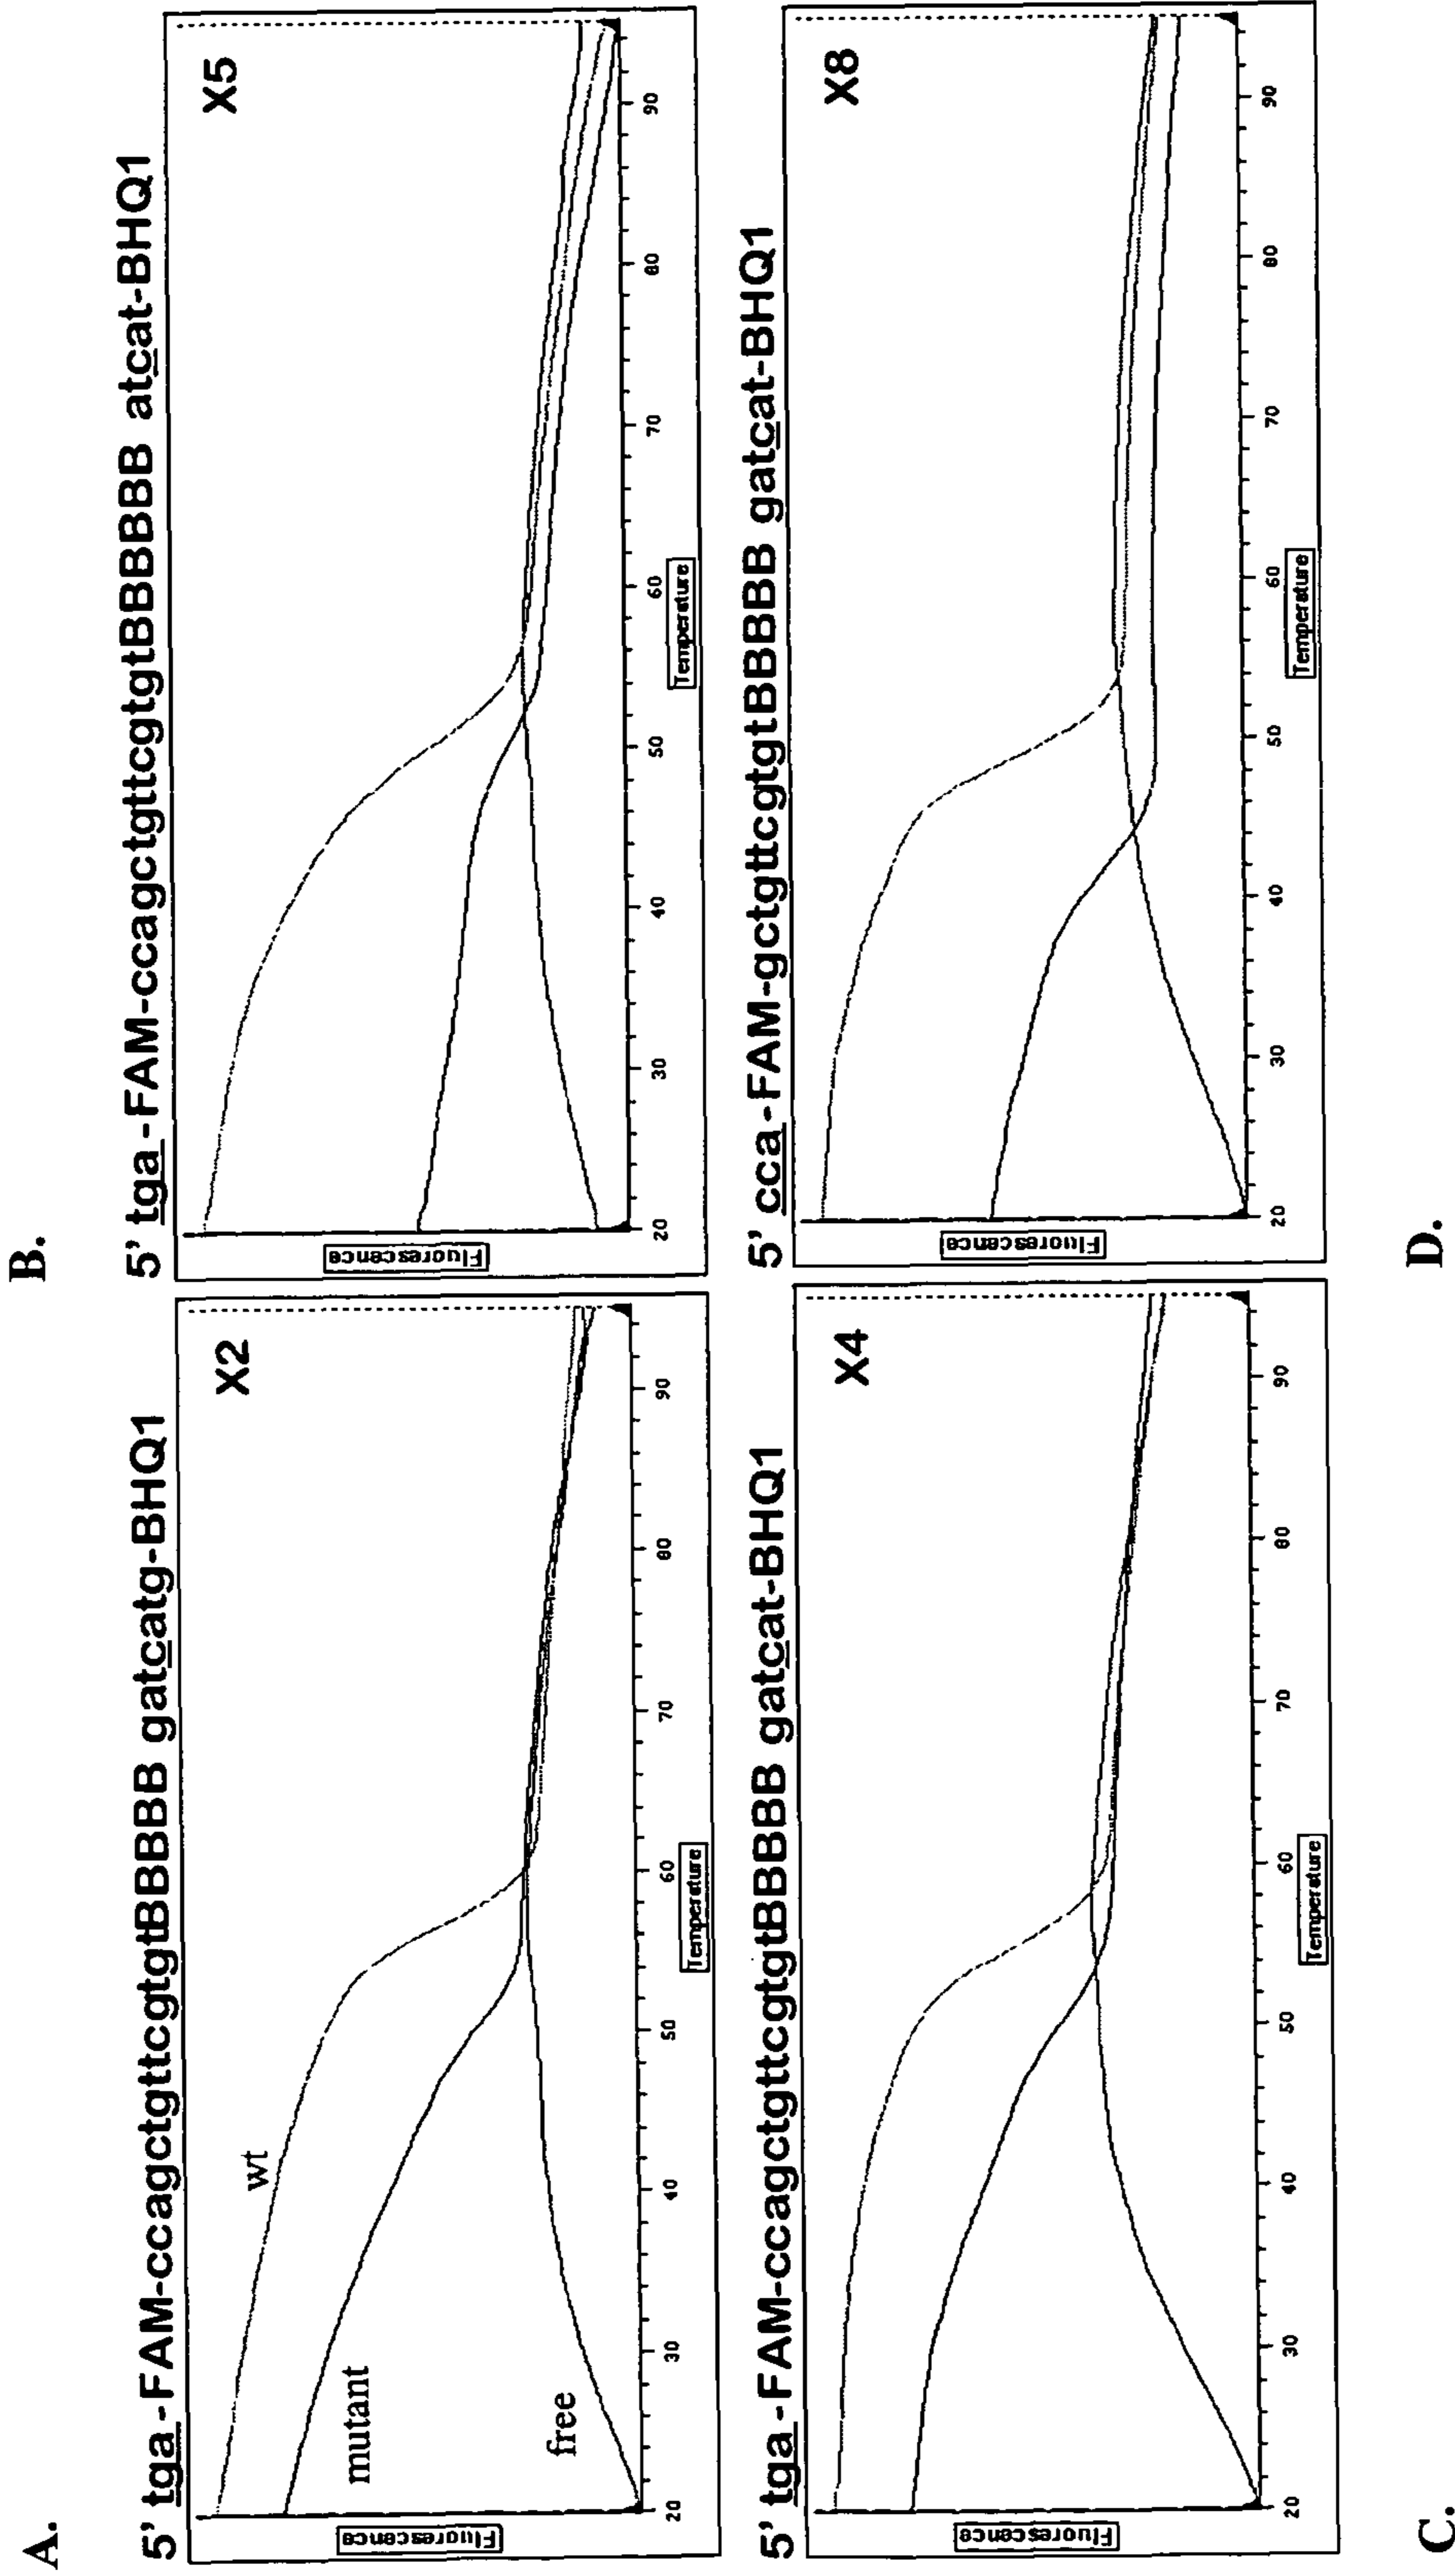 A.
5' tga-FAM-ccagctgttcgtgtBBBBB gatcatg-BHQ1
X2
Fluorescence
wt
mutant
free
20 30 40 50 60 70 80 90
Temperature
B.
5' tga-FAM-ccagctgttcgtgtBBBBBB atcat-BHQ1
X5
Fluorescence
20 30 40 50 60 70 80 90
Temperature
C.
5' tga-FAM-ccagctgttcgtgtBBBBB gatcat-BHQ1
X4
Fluorescence
20 30 40 50 60 70 80 90
Temperature
D.
5' cca-FAM-gctgttcgtgtBBBB gatcat-BHQ1
X8
Fluorescence
20 30 40 50 60 70 80 90
Temperature